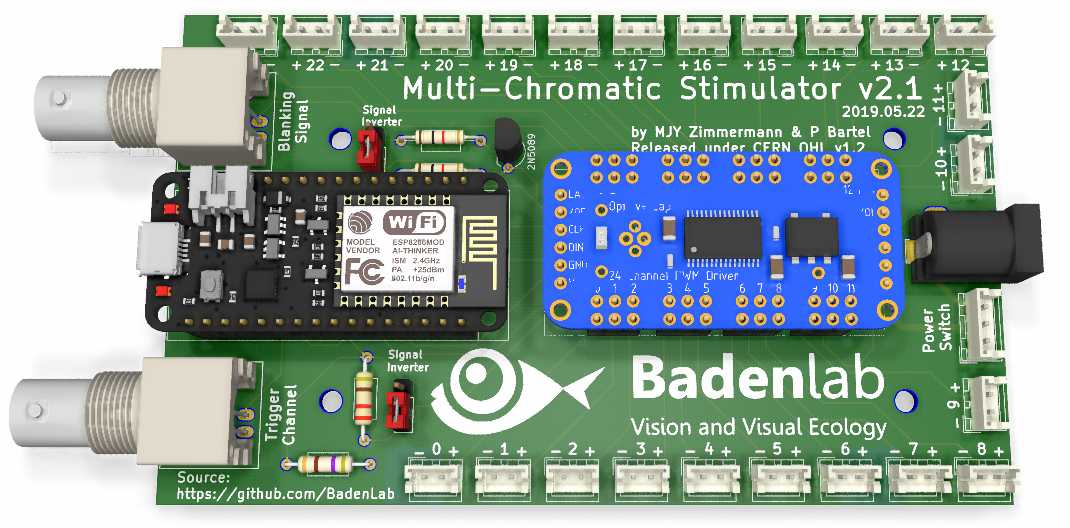 + 22 - + 21 - + 20 - + 19 - + 18 - + 17 - + 16 - + 15 - + 14 - + 13 - + 12 -
Multi-Chromatic Stimulator v2.1
2019.05.22
by MJY Zimmermann & P Bartel
Released under CERN OHL v1.2
Blanking
Signal
Signal
Inverter
2N5089
- 11 +
- 10 +
WiFi
MODEL
VENDOR
ESP8266MOD
AI-THINKER
ISM 2.4GHz
PA +25dBm
802.11b/g/n
FCC
DIN
GND
24 Channel PWM Driver
0 1 2 3 4 5 6 7 8 9 10 11
12
Power
Switch
- 9 +
Signal
Inverter
Trigger
Channel
Badenlab
Vision and Visual Ecology
- 0 + - 1 + - 2 + - 3 + - 4 + - 5 + - 6 + - 7 + - 8 +
Source:
https://github.com/BadenLab